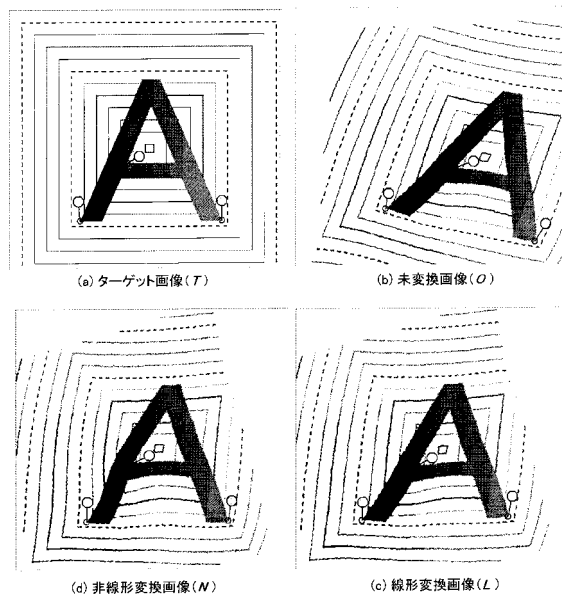 A
(a) ターゲット画像(T)
A
(b) 未変換画像(O)
A
(d) 非線形変換画像(N)
A
(c) 線形変換画像(L)